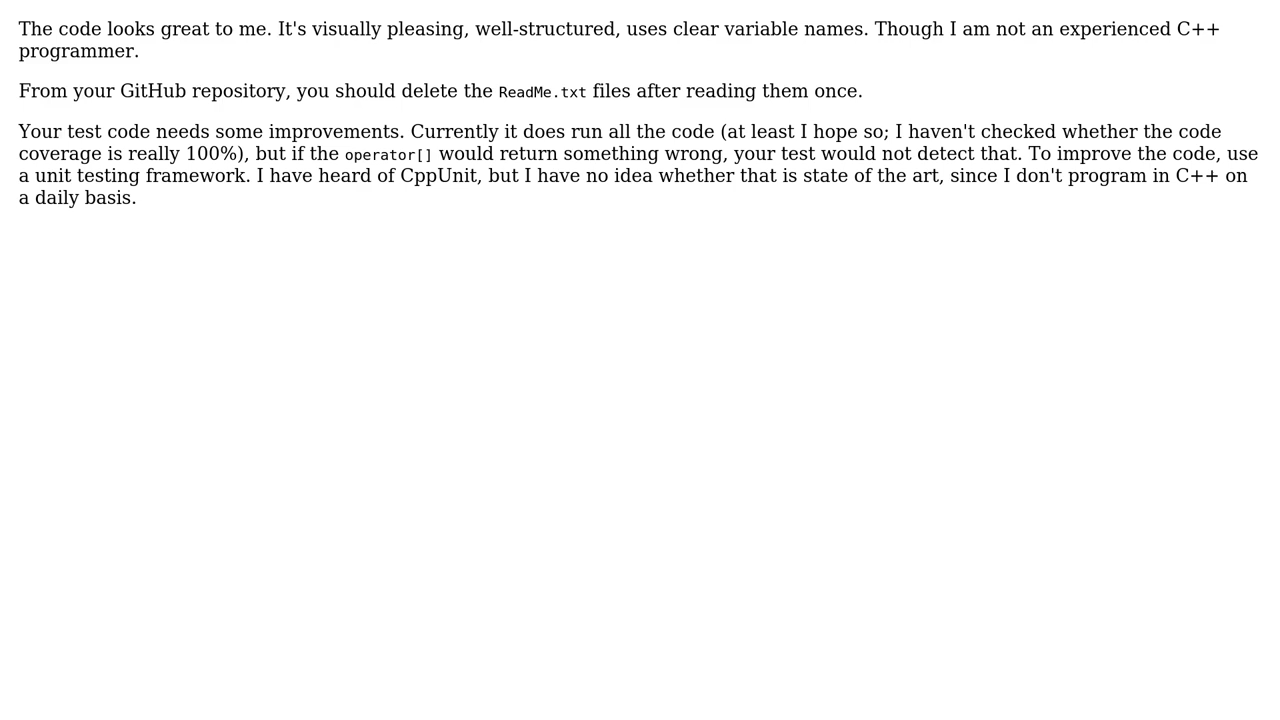 The code looks great to me. It's visually pleasing, well-structured, uses clear variable names. Though I am not an experienced C++
programmer.
From your GitHub repository, you should delete the ReadMe.txt files after reading them once.
Your test code needs some improvements. Currently it does run all the code (at least I hope so; I haven't checked whether the code
coverage is really 100%), but if the operator[] would return something wrong, your test would not detect that. To improve the code, use
a unit testing framework. I have heard of CppUnit, but I have no idea whether that is state of the art, since I don't program in C++ on
a daily basis.